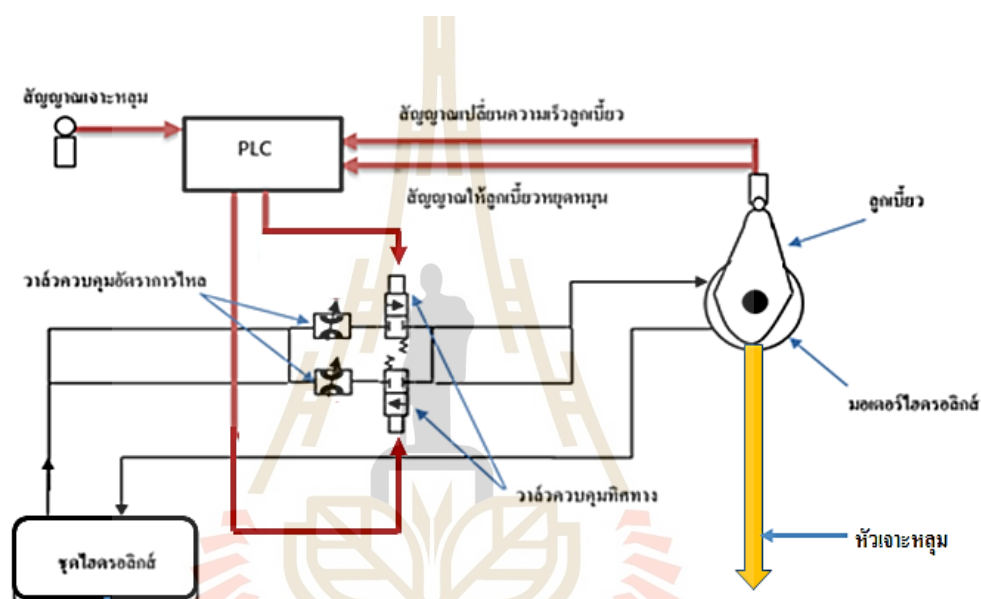 สัญญาณเจาะหลุม
สัญญาณเปลี่ยนความเร็วลูกเบี้ยว
PLC
สัญญาณให้ลูกเบี้ยวหยุดหมุน
ลูกเบี้ยว
วาล์วควบคุมอัตราการไหล
มอเตอร์ไฮดรอลิกส์
วาล์วควบคุมทิศทาง
หัวเจาะหลุม
ชุดไฮดรอลิกส์